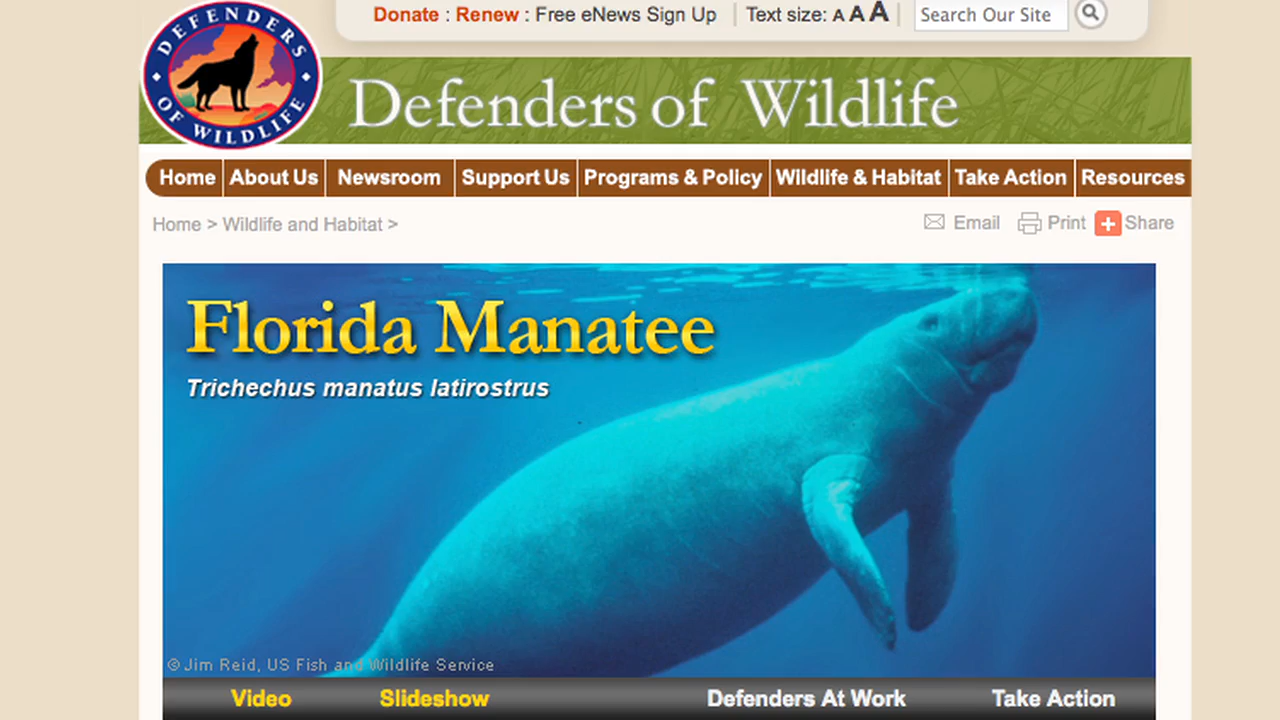 Donate : Renew : Free eNews Sign Up | Text size: A A A | Search Our Site
DEFENDERS OF WILDLIFE
Defenders of Wildlife
Home About Us Newsroom Support Us Programs & Policy Wildlife & Habitat Take Action Resources
Home > Wildlife and Habitat > Email Print Share
Florida Manatee
Trichechus manatus latirostrus
© Jim Reid, US Fish and Wildlife Service
Video Slideshow Defenders At Work Take Action